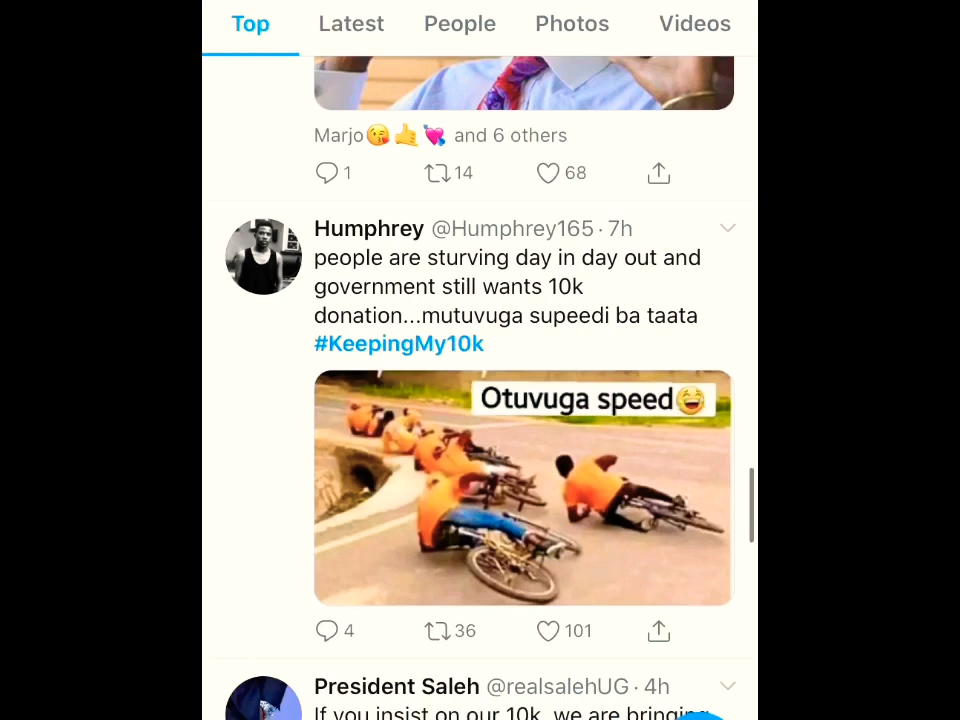 Top Latest People Photos Videos
Marjo😘🤙💘 and 6 others
1 14 68
Humphrey @Humphrey165 · 7h
people are sturving day in day out and
government still wants 10k
donation...mutuvuga supeedi ba taata
#KeepingMy10k
Otuvuga speed😂
4 36 101
President Saleh @realsalehUG · 4h
If you insist on our 10k, we are bringing